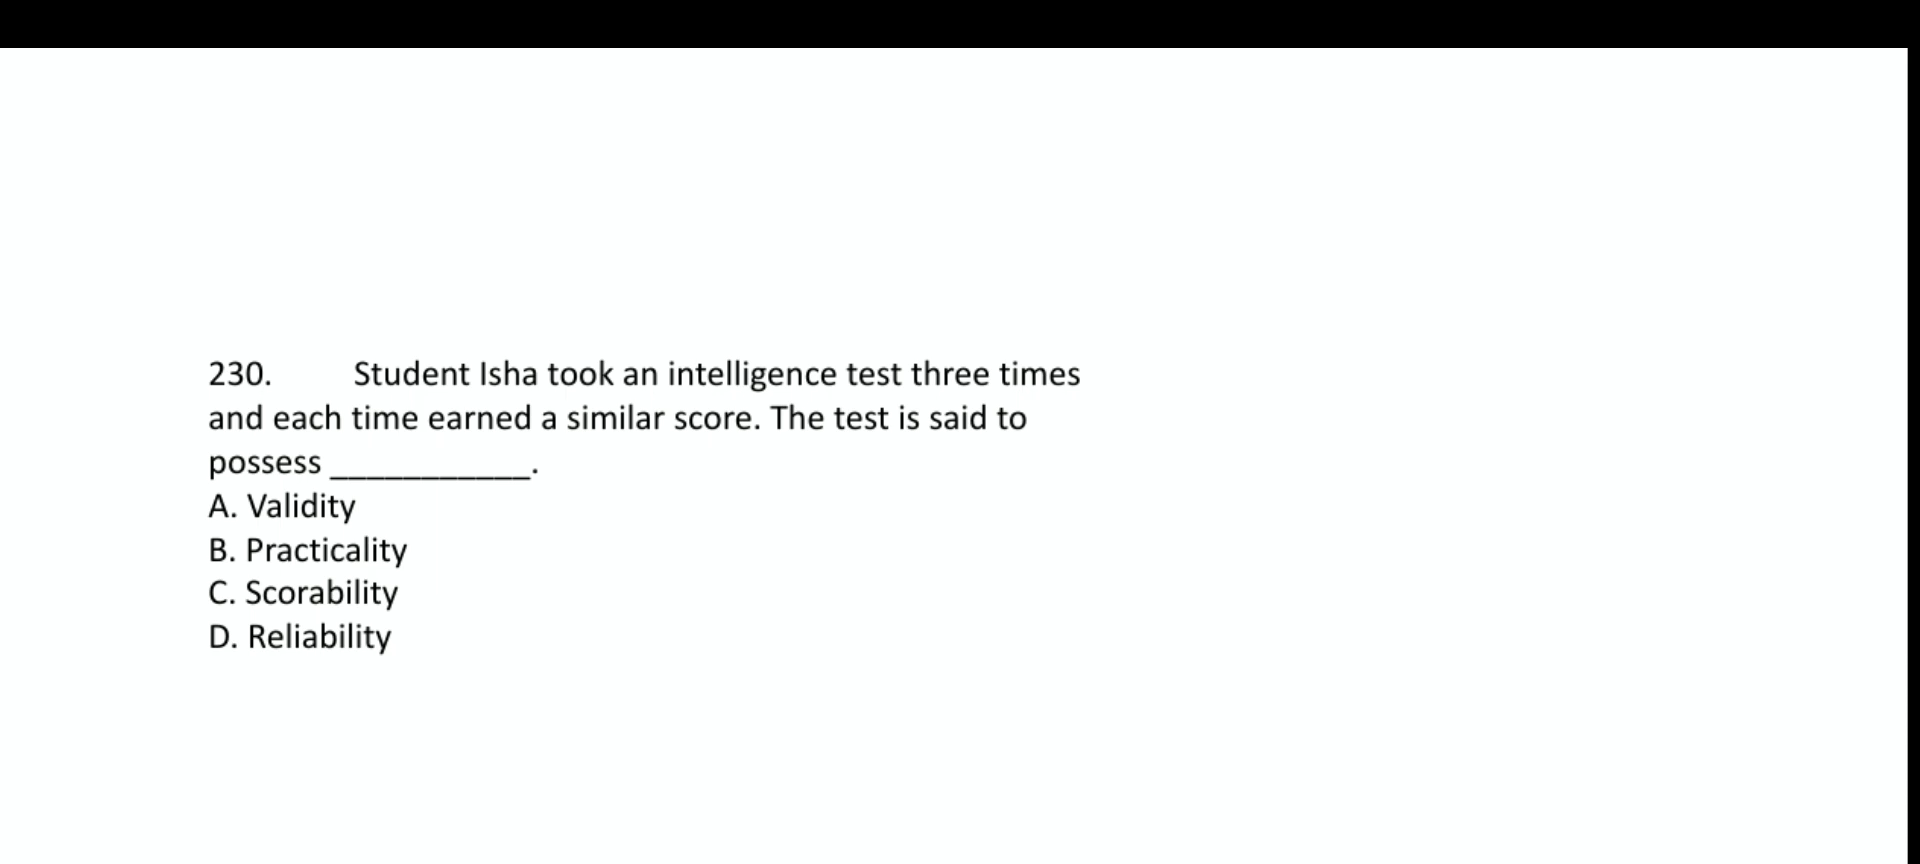 230. Student Isha took an intelligence test three times
and each time earned a similar score. The test is said to
possess ____________.
A. Validity
B. Practicality
C. Scorability
D. Reliability